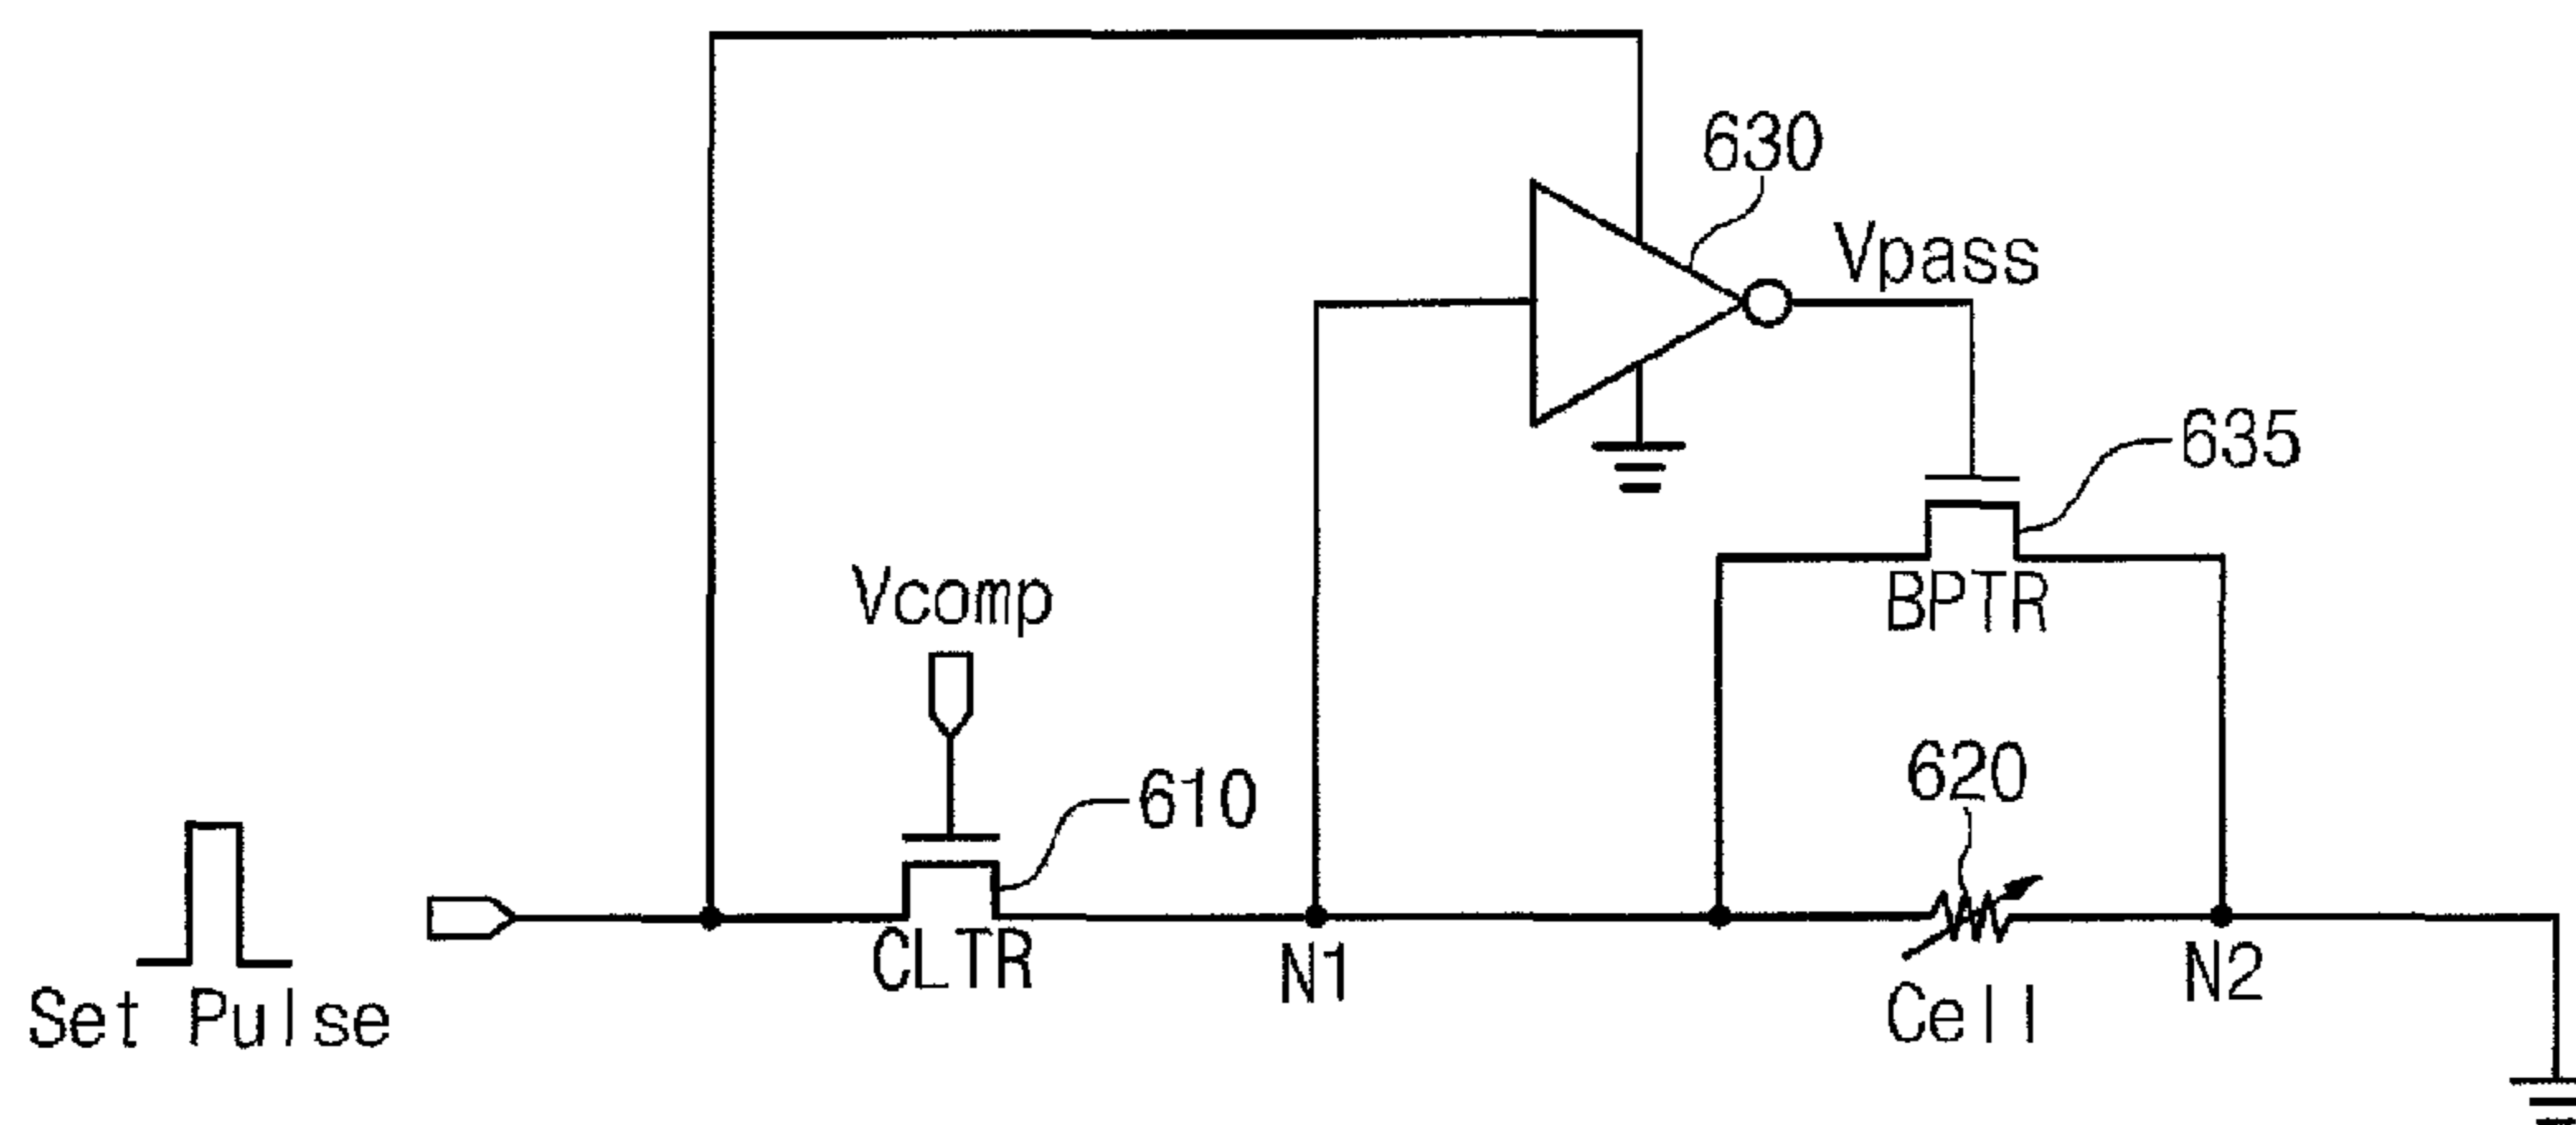 630
Vpass
635
BPTR
Vcomp
610
620
CLTR
N1
N2
Cell
Set Pulse